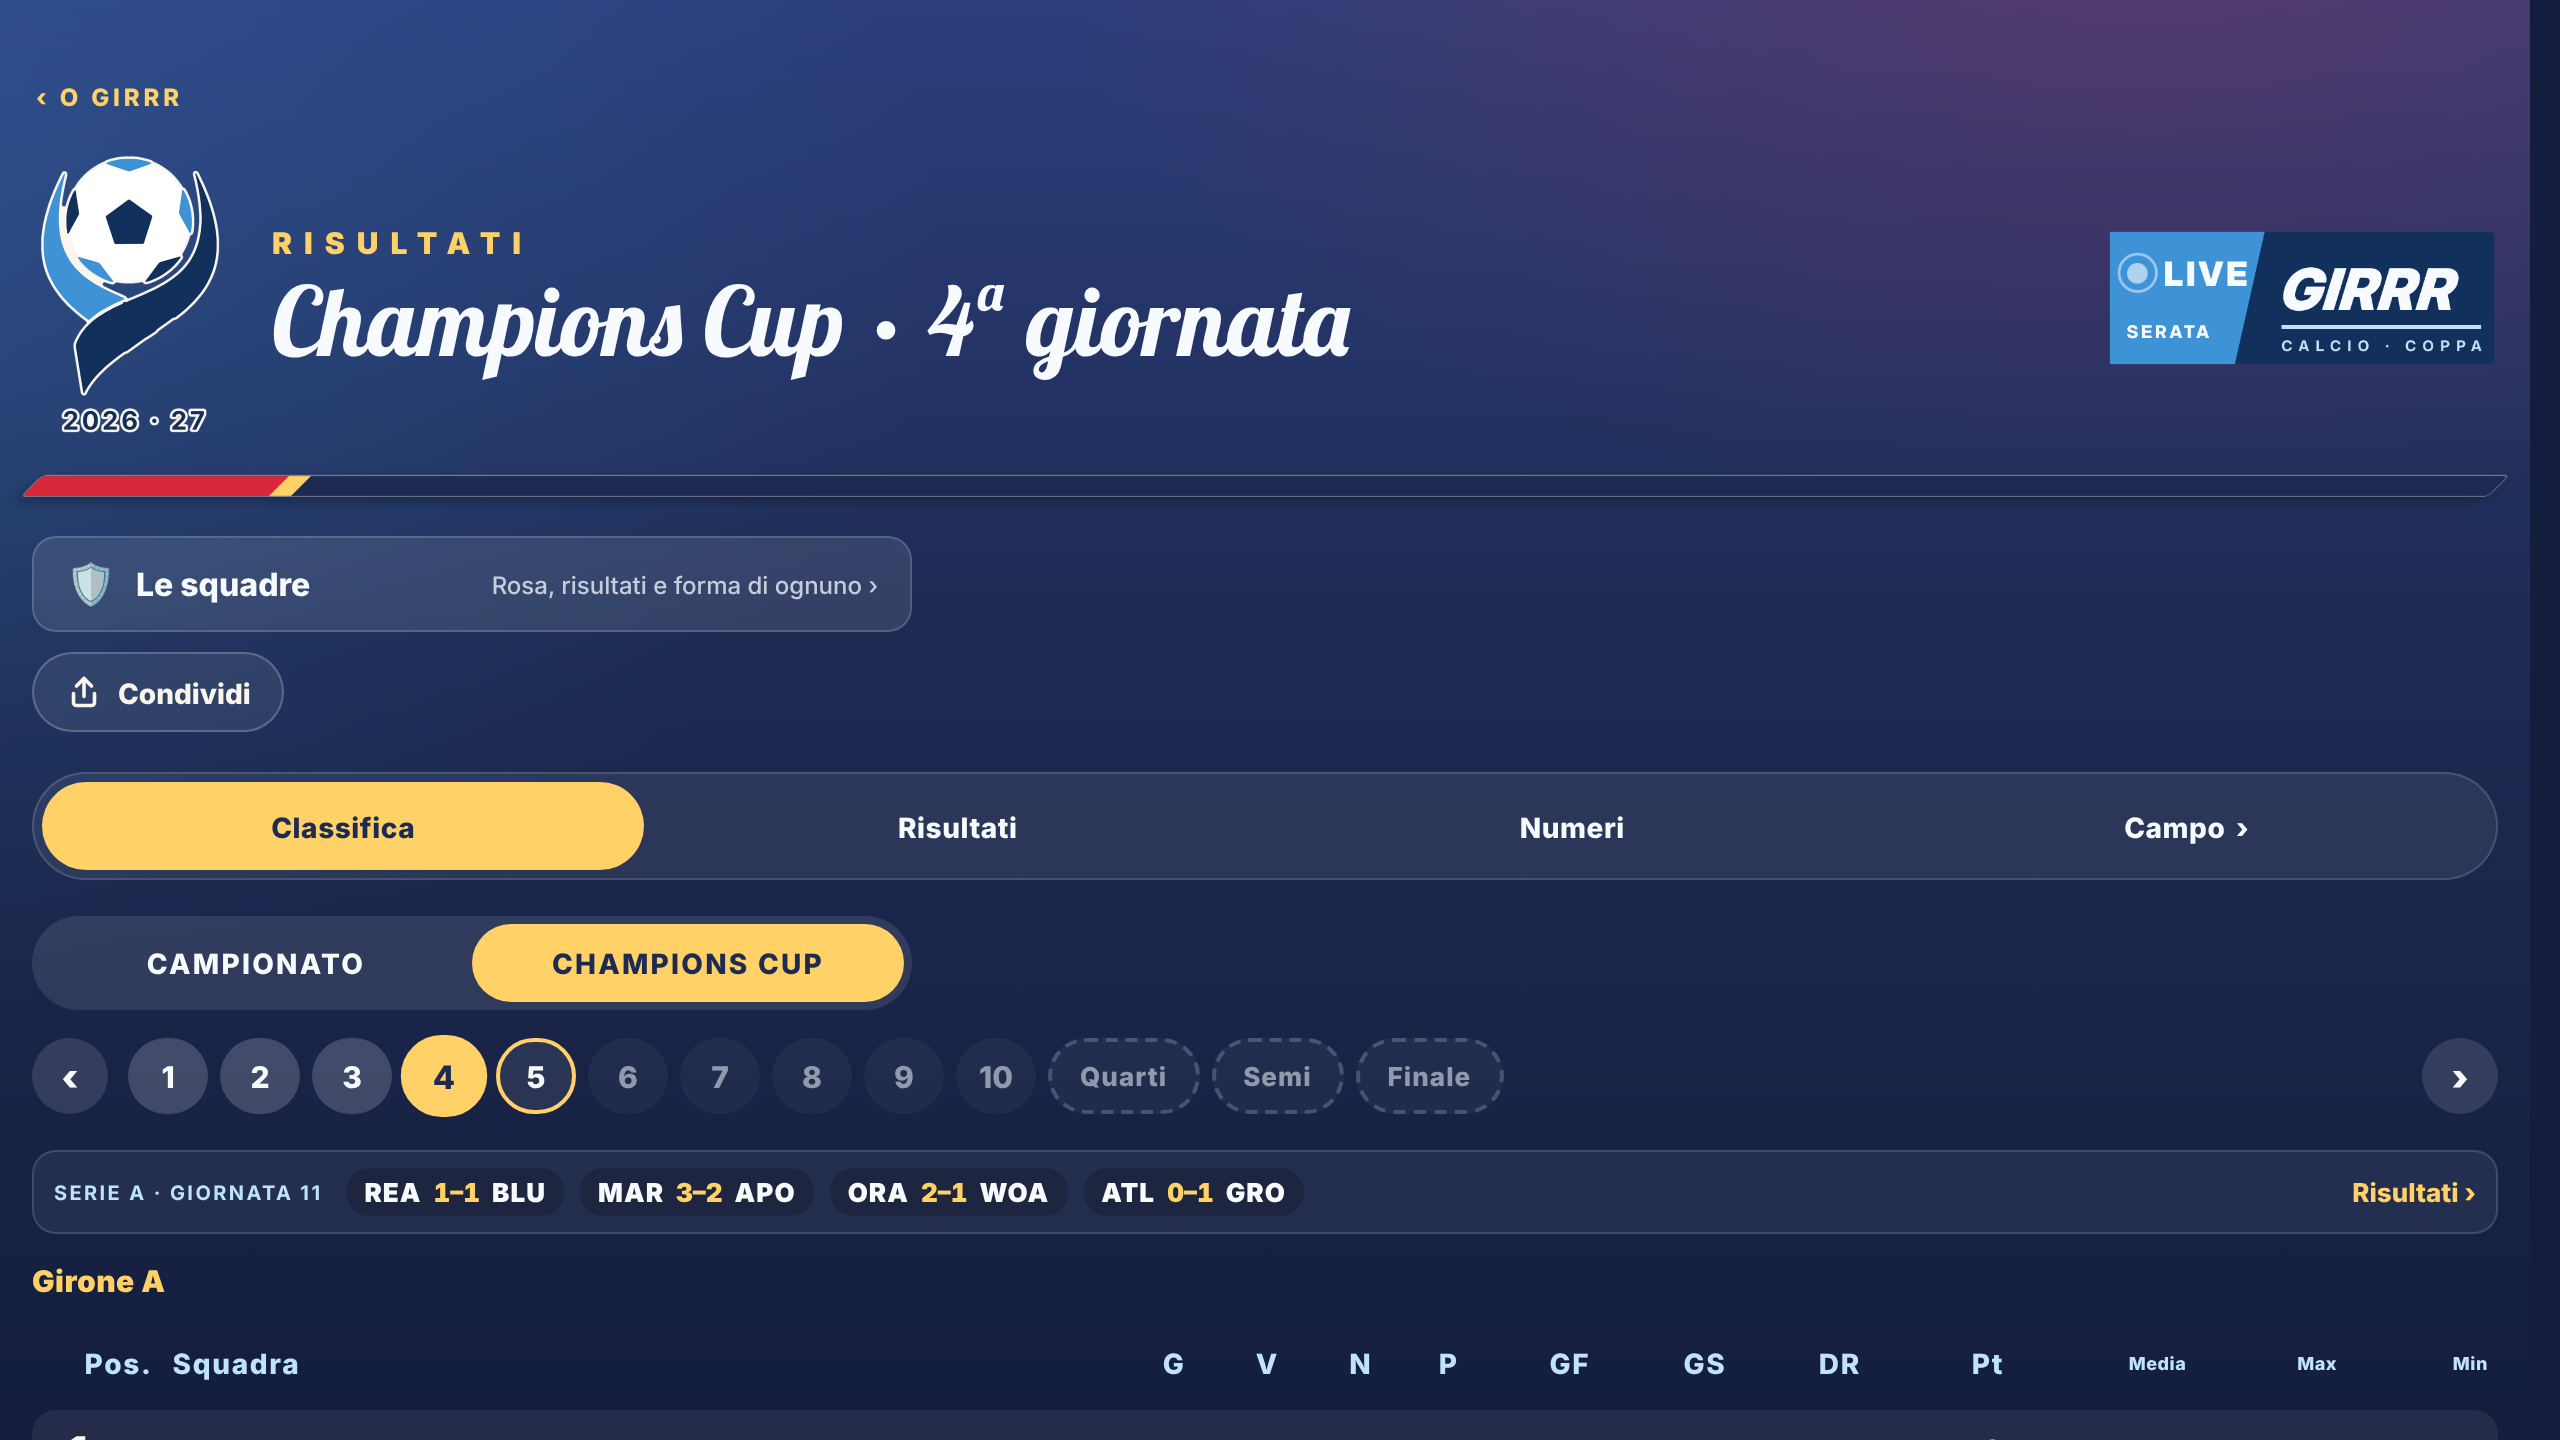 ‹ O GIRRR
RISULTATI
Champions Cup · 4ª giornata
2026 · 27
LIVE
SERATA
GIRRR
CALCIO · COPPA
Le squadre
Rosa, risultati e forma di ognuno ›
Condividi
Classifica
Risultati
Numeri
Campo ›
CAMPIONATO
CHAMPIONS CUP
‹ 1 2 3 4 5 6 7 8 9 10 Quarti Semi Finale ›
SERIE A · GIORNATA 11 REA 1–1 BLU MAR 3–2 APO ORA 2–1 WOA ATL 0–1 GRO Risultati ›
Girone A
Pos. Squadra G V N P GF GS DR Pt Media Max Min